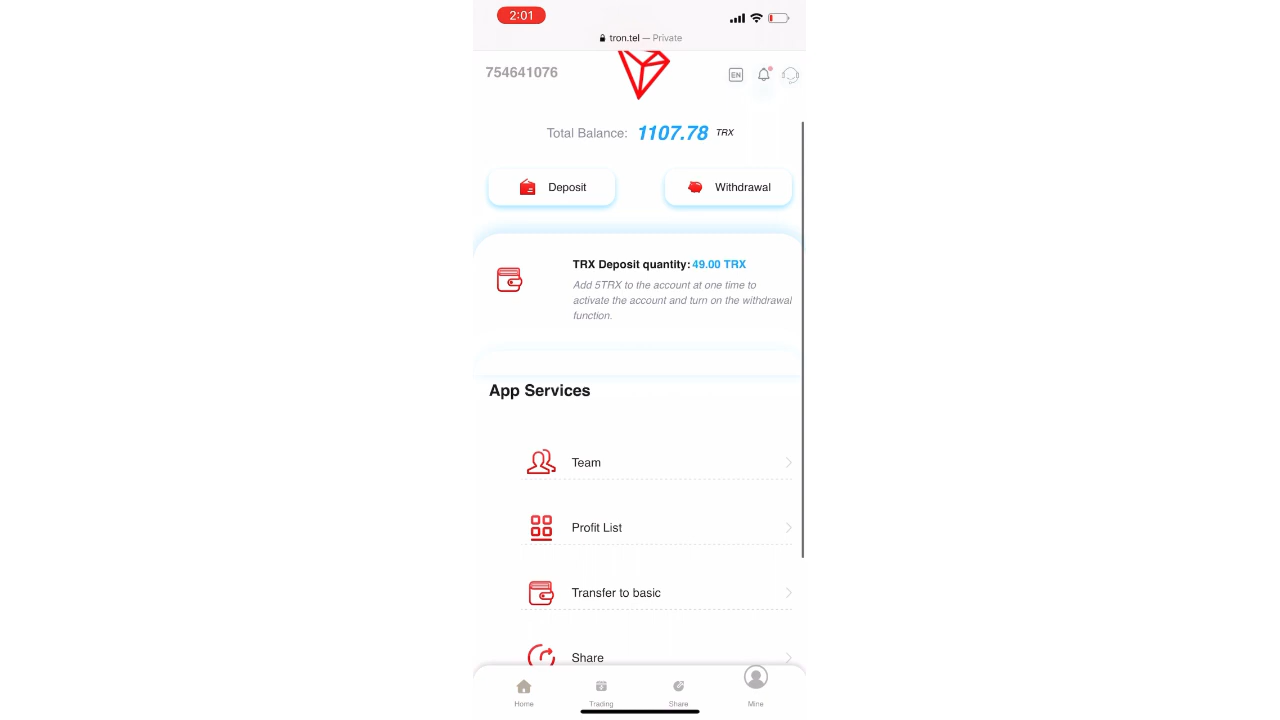 2:01
tron.tel — Private
754641076
EN
Total Balance: 1107.78 TRX
Deposit
Withdrawal
TRX Deposit quantity: 49.00 TRX
Add 5TRX to the account at one time to
activate the account and turn on the withdrawal
function.
App Services
Team
Profit List
Transfer to basic
Share
Home
Trading
Share
Mine